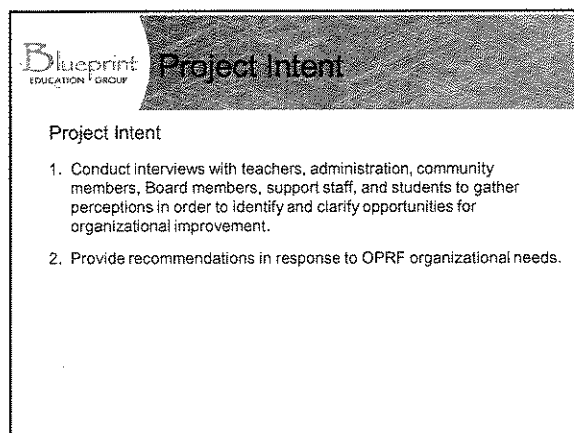 Blueprint
EDUCATION GROUP
Project Intent
Project Intent
1. Conduct interviews with teachers, administration, community
members, Board members, support staff, and students to gather
perceptions in order to identify and clarify opportunities for
organizational improvement.
2. Provide recommendations in response to OPRF organizational needs.